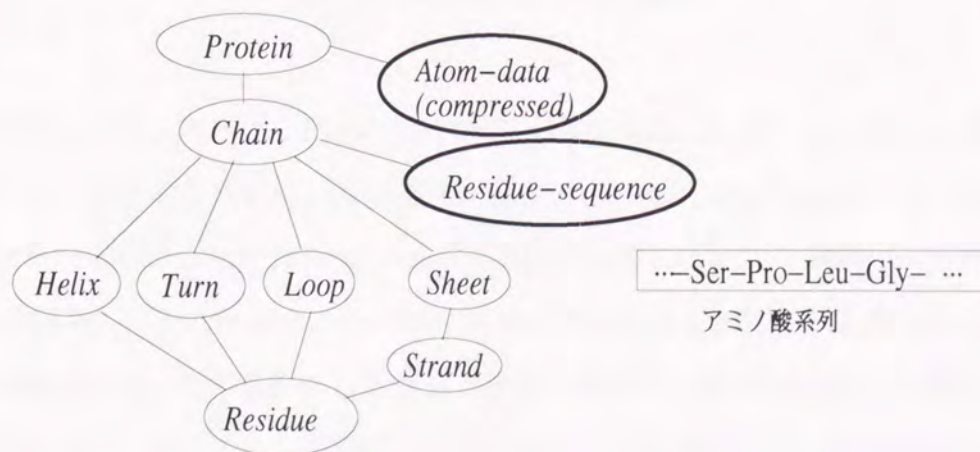 Protein
Atom–data
(compressed)
Chain
Residue–sequence
Helix
Turn
Loop
Sheet
···–Ser–Pro–Leu–Gly– ···
アミノ酸系列
Strand
Residue